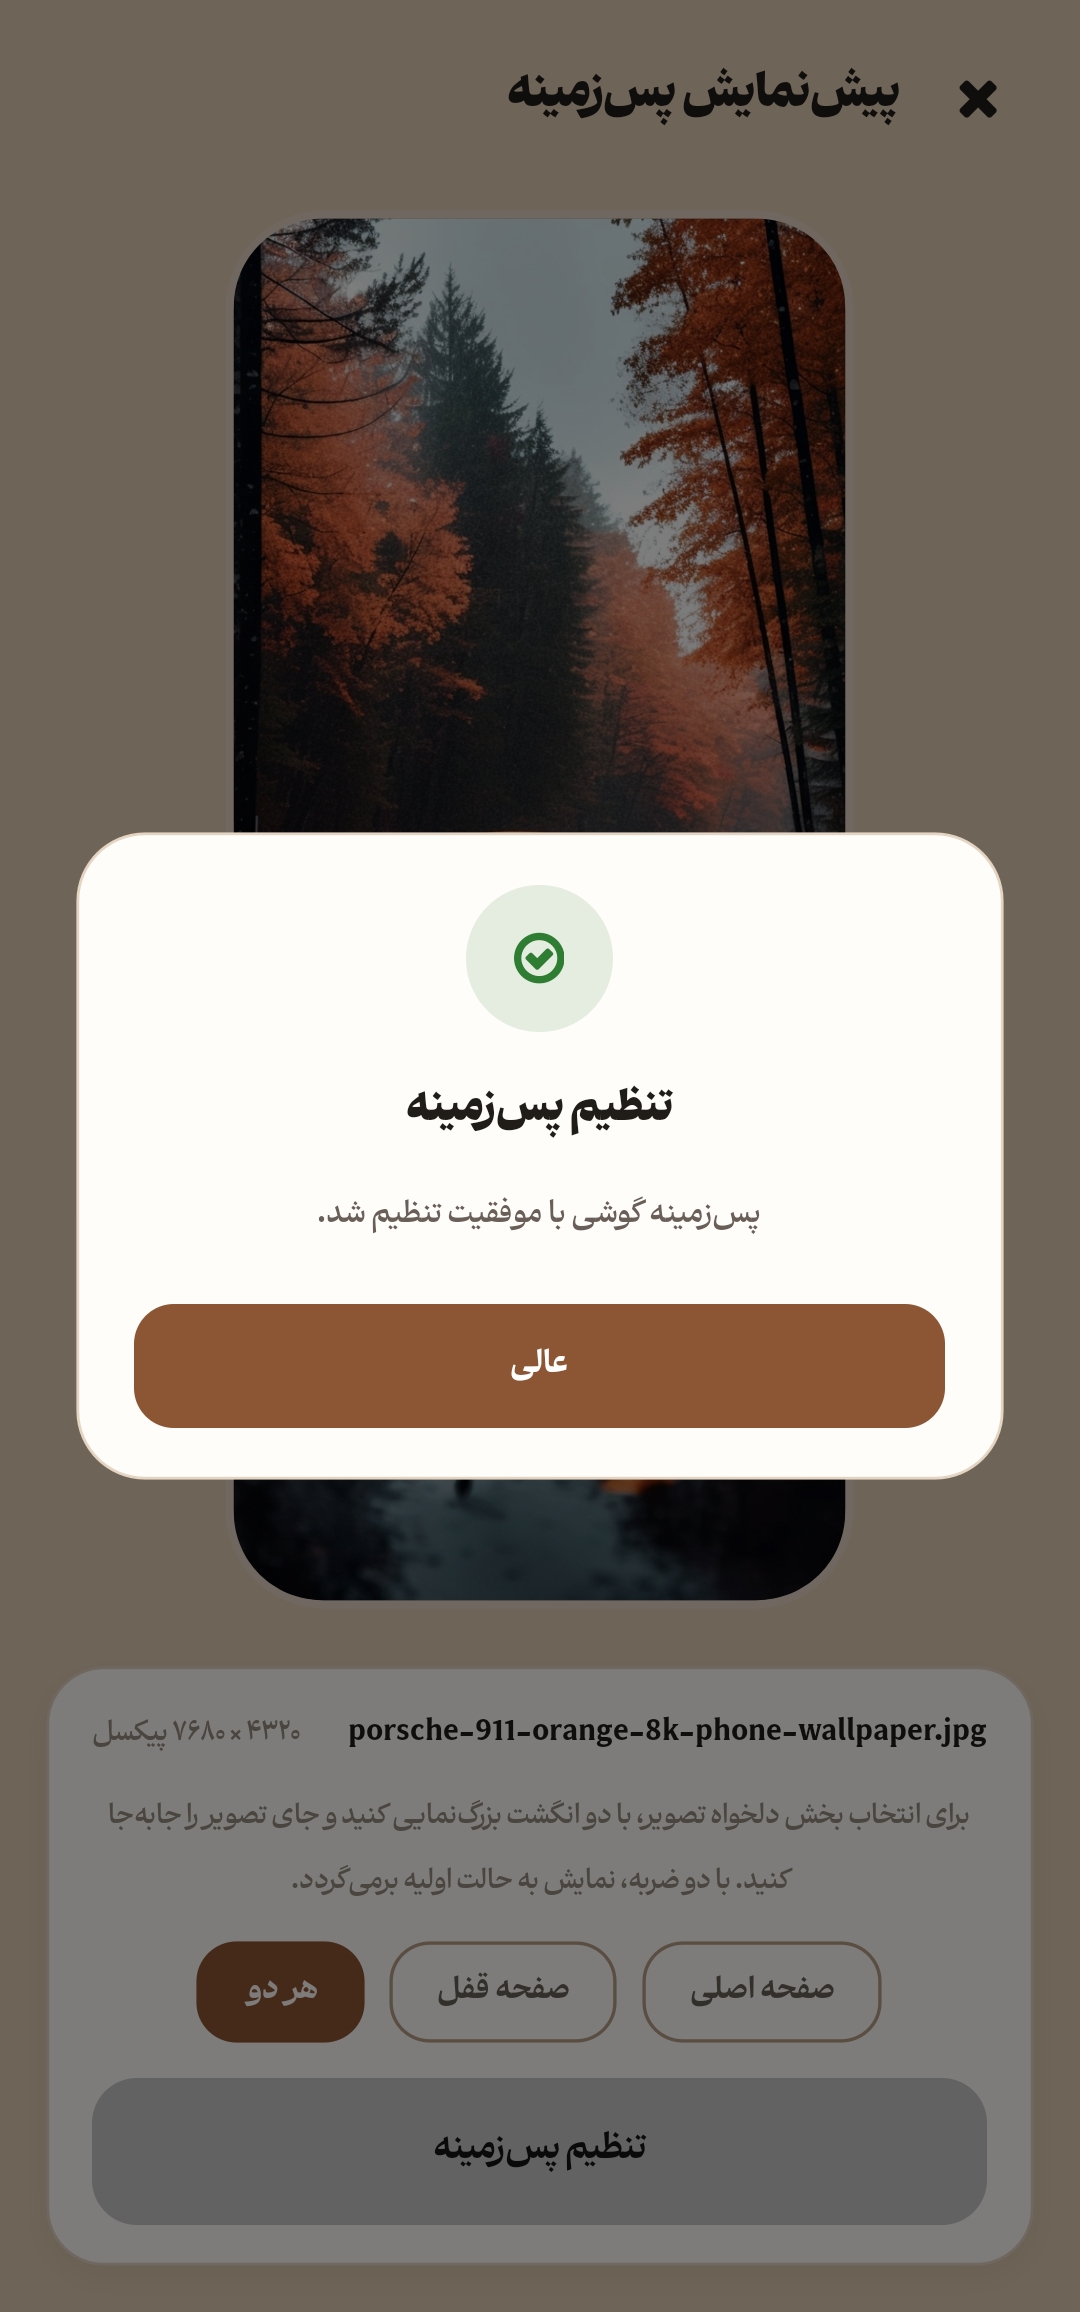 پیش‌نمایش پس‌زمینه
تنظیم پس‌زمینه
پس‌زمینه گوشی با موفقیت تنظیم شد.
عالی
porsche-911-orange-8k-phone-wallpaper.jpg
۴۳۲۰ × ۷۶۸۰ پیکسل
برای انتخاب بخش دلخواه تصویر، با دو انگشت بزرگ‌نمایی کنید و جای تصویر را جابه‌جا
کنید. با دو ضربه، نمایش به حالت اولیه برمی‌گردد.
صفحه اصلی
صفحه قفل
هر دو
تنظیم پس‌زمینه